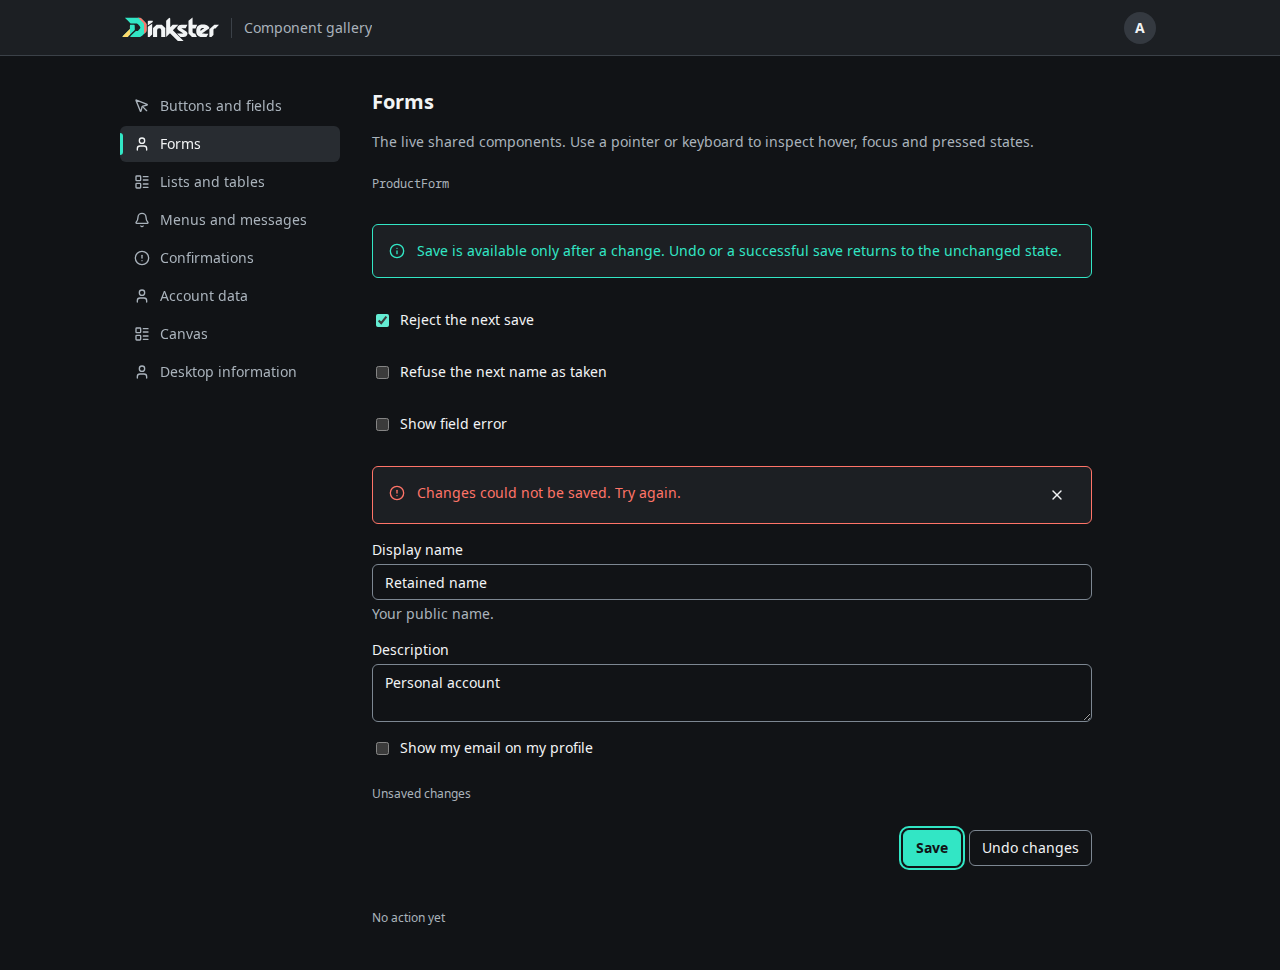 Dinkster
Component gallery
A
Buttons and fields
Forms
Lists and tables
Menus and messages
Confirmations
Account data
Canvas
Desktop information
Forms
The live shared components. Use a pointer or keyboard to inspect hover, focus and pressed states.
ProductForm
Save is available only after a change. Undo or a successful save returns to the unchanged state.
Reject the next save
Refuse the next name as taken
Show field error
Changes could not be saved. Try again.
Display name
Retained name
Your public name.
Description
Personal account
Show my email on my profile
Unsaved changes
Save
Undo changes
No action yet